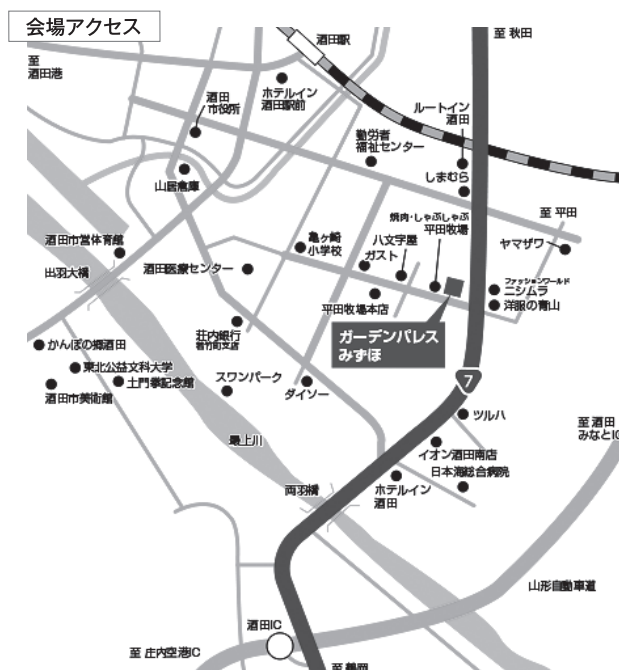 会場アクセス
至 秋田
酒田駅
至
酒田港
酒田
市役所
ホテルイン
酒田駅前
ルートイン
酒田
勤労者
福祉センター
しまむら
山居倉庫
至 平田
焼肉・しゃぶしゃぶ
平田牧場
八文字屋
ガスト
亀ヶ崎
小学校
ヤマザワ
酒田市営体育館
出羽大橋
酒田医療センター
ファッションワールド
ニシムラ
洋服の青山
平田牧場本店
ガーデンパレス
みずほ
荘内銀行
若竹町支店
かんぽの郷酒田
東北公益文科大学
土門拳記念館
酒田市美術館
スワンパーク
ダイソー
7
ツルハ
至 酒田
みなとIC
最上川
イオン酒田南店
日本海総合病院
両羽橋
ホテルイン
酒田
山形自動車道
酒田IC
至 庄内空港IC
至 鶴岡